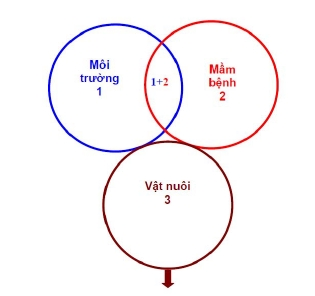 Môi
trường
1
1+2
Mầm
bệnh
2
Vật nuôi
3